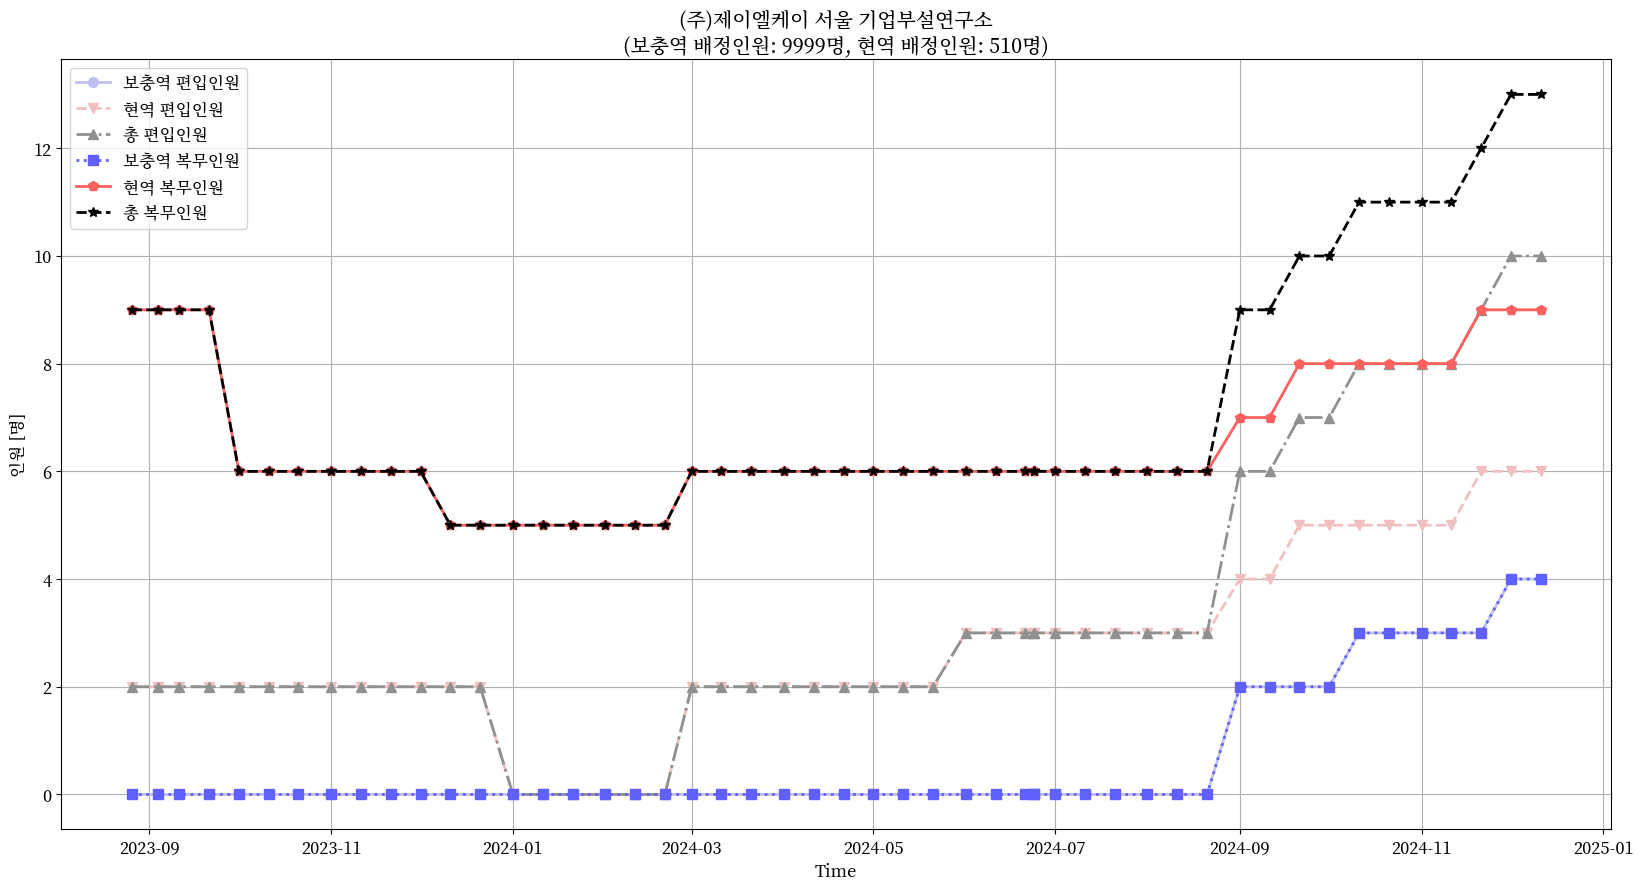 (주)제이엘케이 서울 기업부설연구소
(보충역 배정인원: 9999명, 현역 배정인원: 510명)
보충역 편입인원
현역 편입인원
총 편입인원
보충역 복무인원
현역 복무인원
총 복무인원
인원 [명]
12
10
8
6
4
2
0
2023-09
2023-11
2024-01
2024-03
2024-05
2024-07
2024-09
2024-11
2025-01
Time